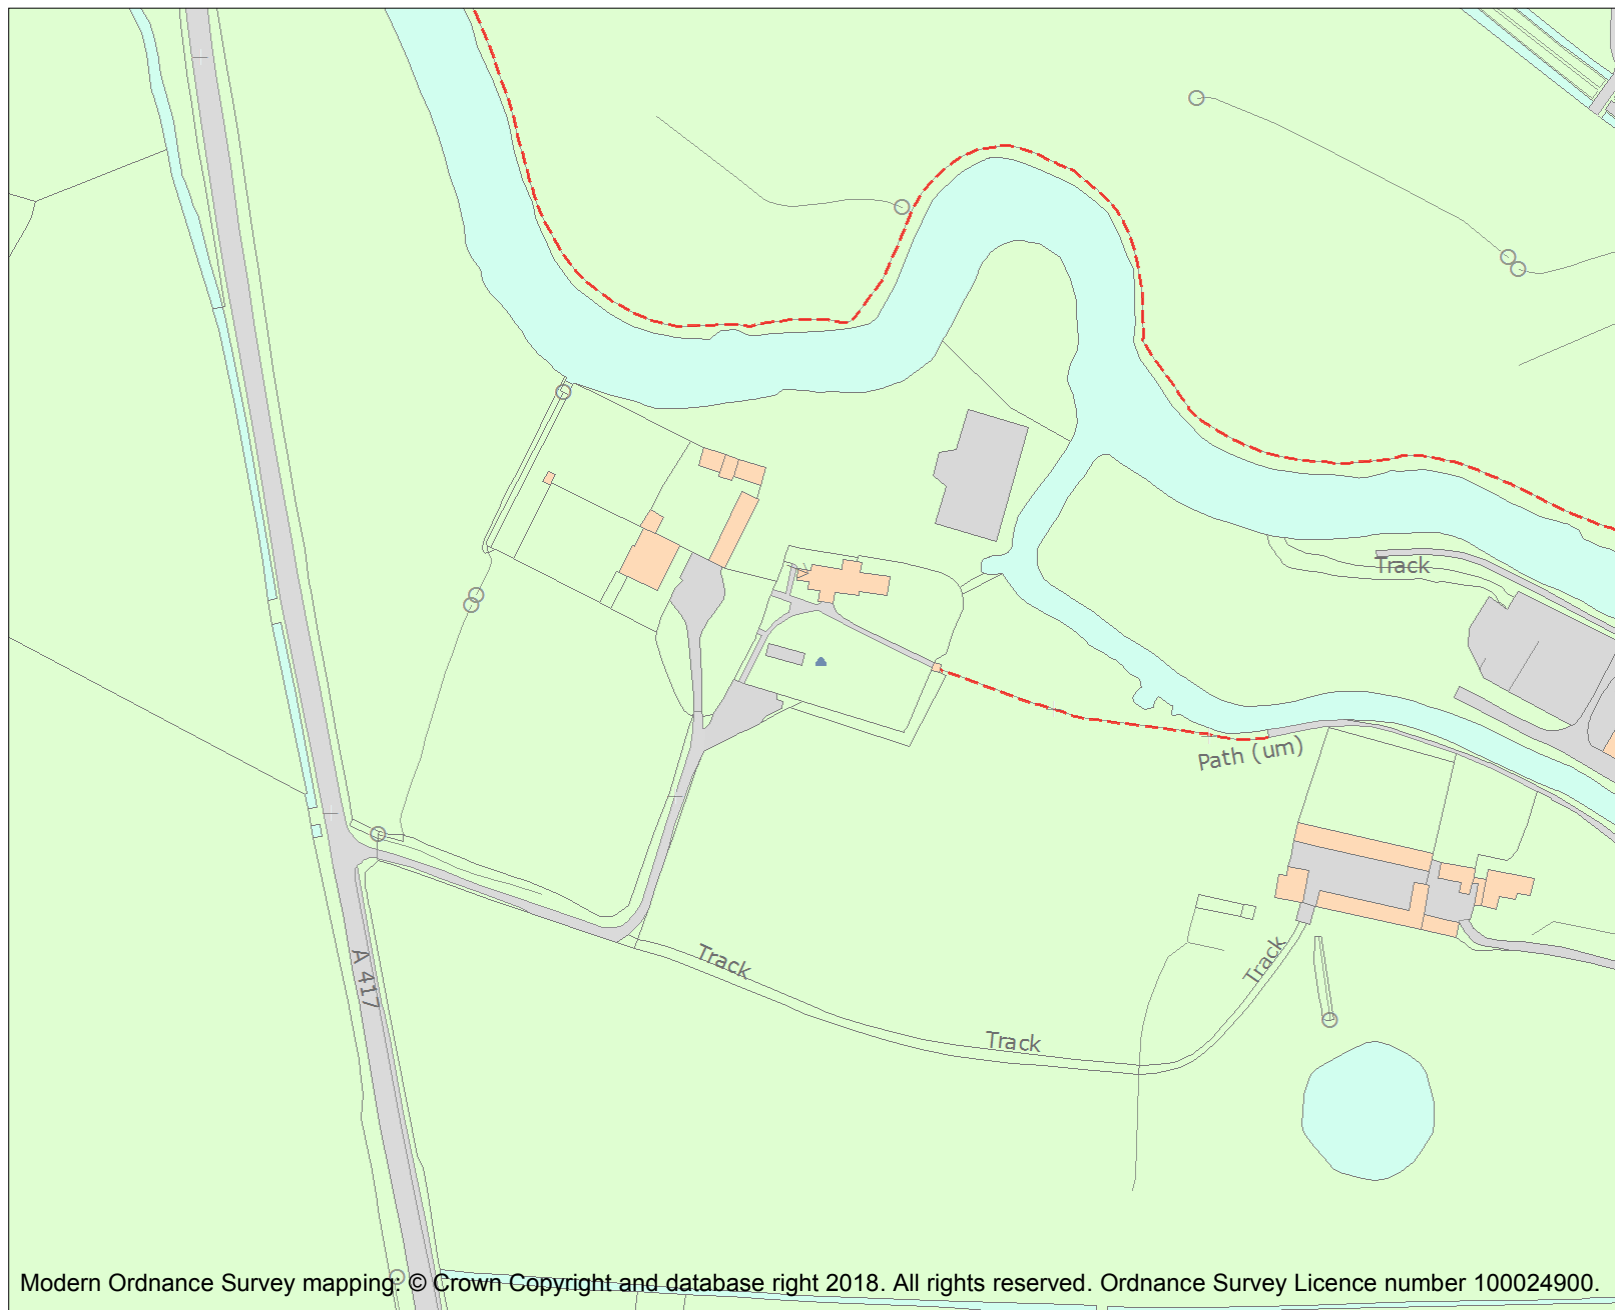 Track
Path (um)
A 417
Track
Track
Track
Modern Ordnance Survey mapping: © Crown Copyright and database right 2018. All rights reserved. Ordnance Survey Licence number 100024900.